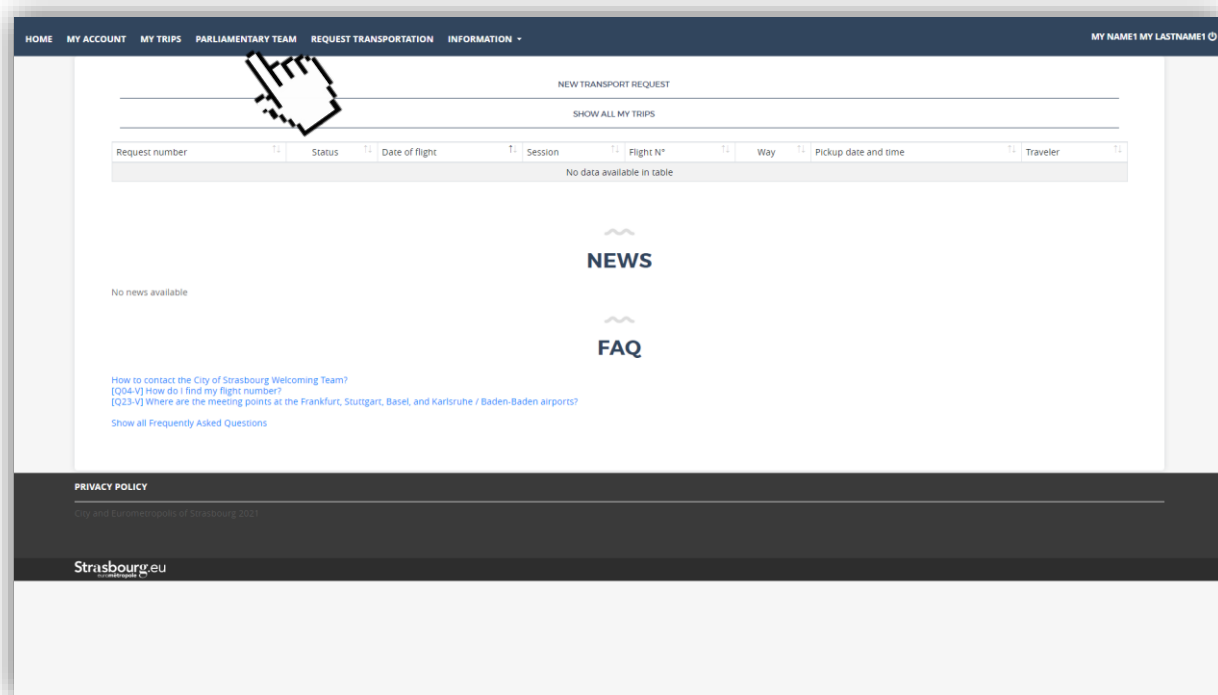 HOME MY ACCOUNT MY TRIPS PARLIAMENTARY TEAM REQUEST TRANSPORTATION INFORMATION MY NAME1 MY LASTNAME1
NEW TRANSPORT REQUEST
SHOW ALL MY TRIPS
Request number Status Date of flight Session Flight N° Way Pickup date and time Traveler
No data available in table
NEWS
No news available
FAQ
How to contact the City of Strasbourg Welcoming Team?
[Q04-V] How do I find my flight number?
[Q23-V] Where are the meeting points at the Frankfurt, Stuttgart, Basel, and Karlsruhe / Baden-Baden airports?
Show all Frequently Asked Questions
PRIVACY POLICY
City and Eurometropolis of Strasbourg 2021
Strasbourg.eu
eurométropole